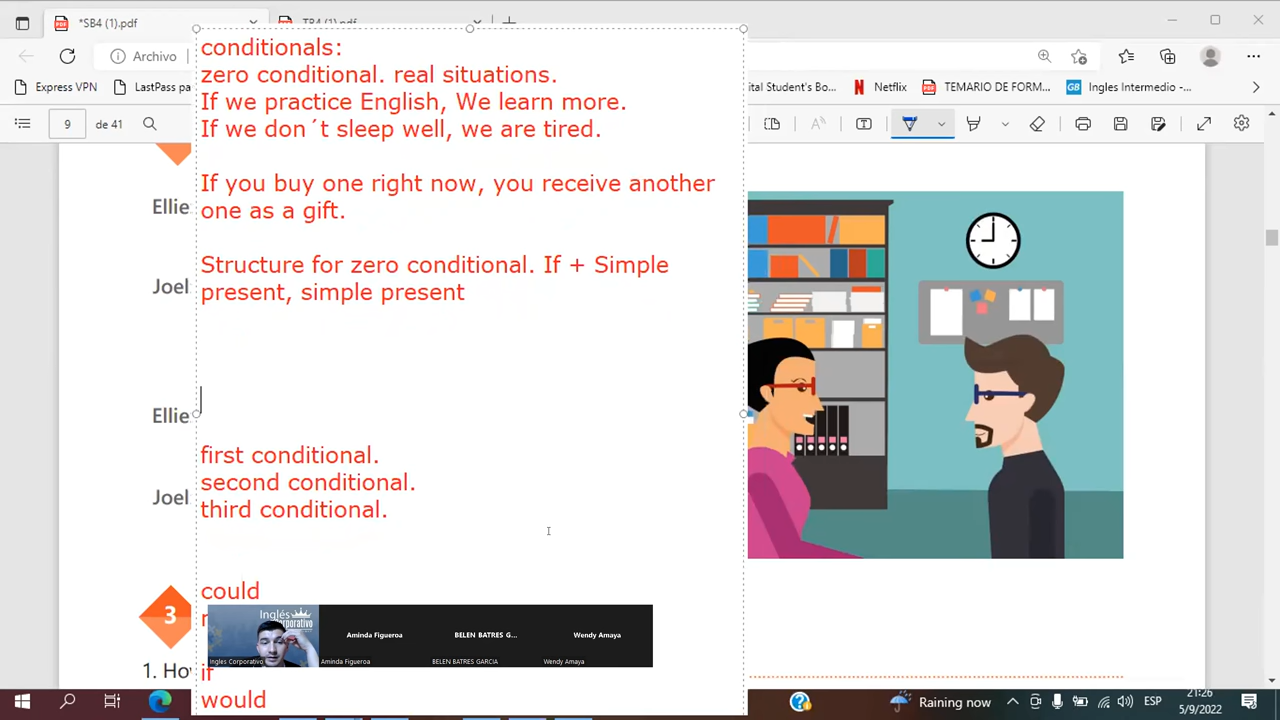 *SB4 (1).pdf
TB4 (1).pdf
Archivo
Express VPN
LastPass pa
ital Student's Bo...
Netflix
TEMARIO DE FORM...
Ingles Intermedio -...
9 de 41
conditionals:
zero conditional. real situations.
If we practice English, We learn more.
If we don´t sleep well, we are tired.
If you buy one right now, you receive another
one as a gift.
Structure for zero conditional. If + Simple
present, simple present
first conditional.
second conditional.
third conditional.
could
if
would
Ellie
Joel
Ellie
Joel
3
1. Hov
Inglés
Corporativo
Aminda Figueroa
BELEN BATRES G...
Wendy Amaya
Inglés Corporativo
Aminda Figueroa
BELEN BATRES GARCIA
Wendy Amaya
Raining now
ESP
21:26
5/9/2022